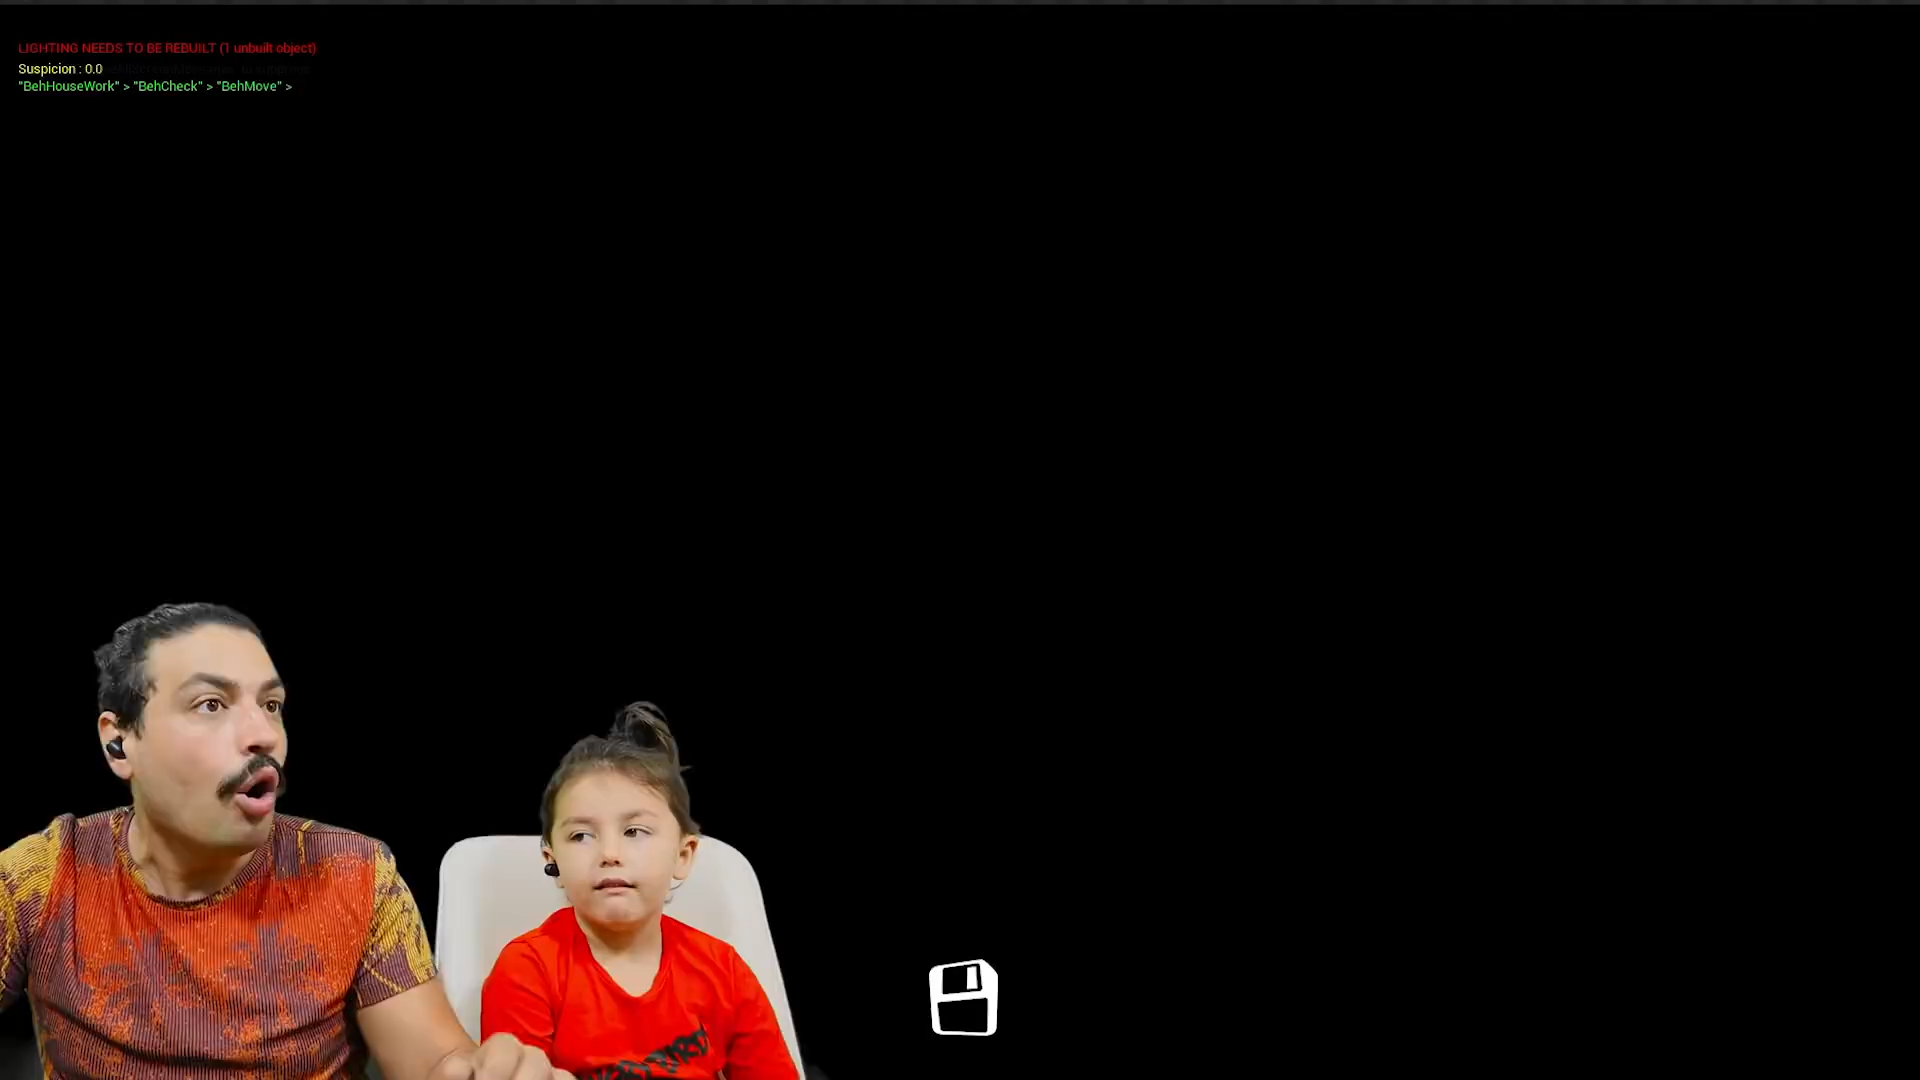 LIGHTING NEEDS TO BE REBUILT (1 unbuilt object)
Suspicion : 0.0
"BehHouseWork" > "BehCheck" > "BehMove" >